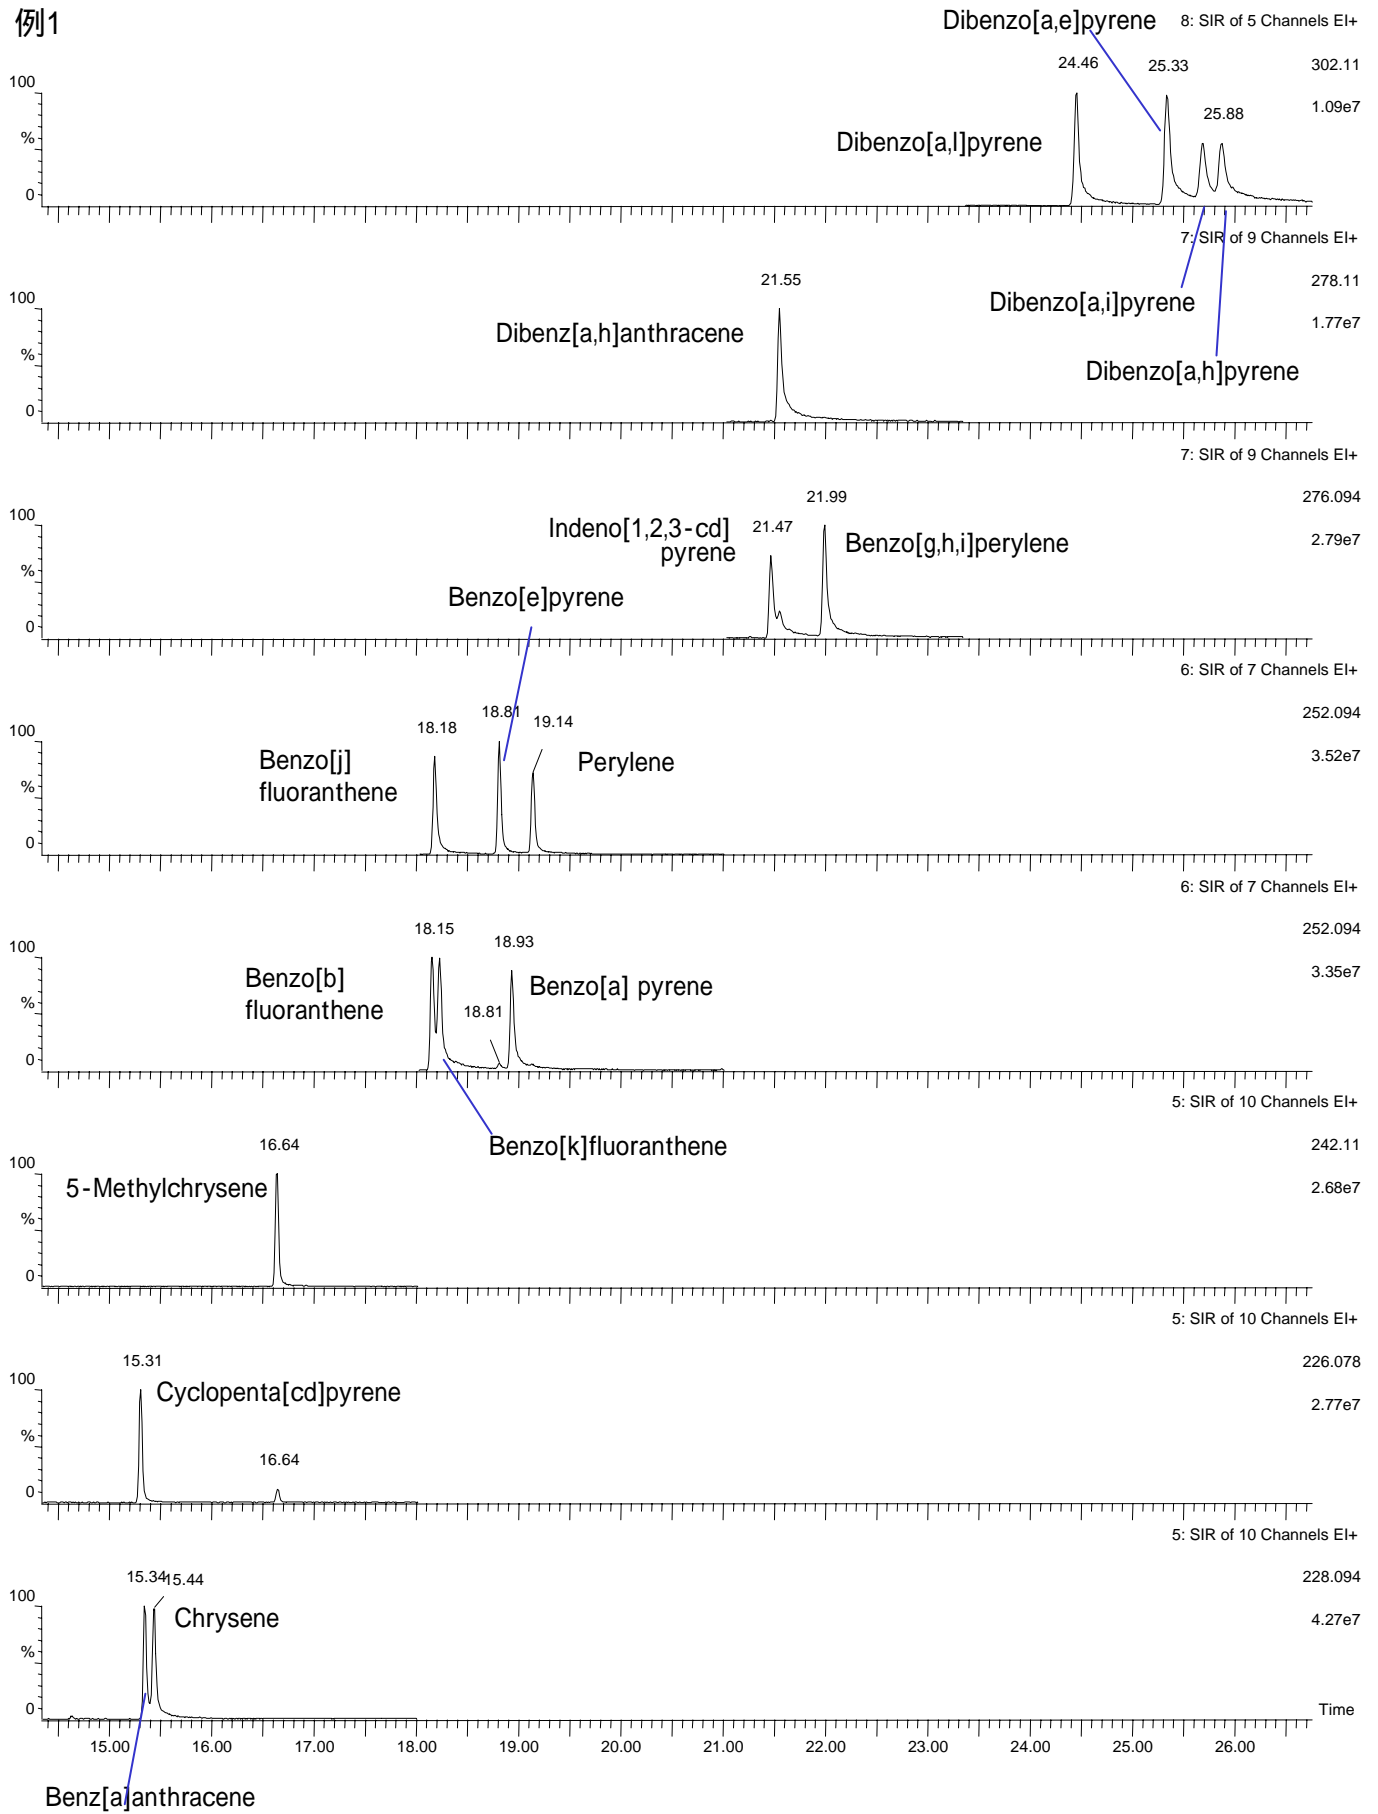 例1
Dibenzo[a,e]pyrene
8: SIR of 5 Channels EI+
24.46
25.33
302.11
100
1.09e7
25.88
%
Dibenzo[a,l]pyrene
0
7: SIR of 9 Channels EI+
21.55
278.11
100
Dibenzo[a,i]pyrene
1.77e7
Dibenz[a,h]anthracene
%
Dibenzo[a,h]pyrene
0
7: SIR of 9 Channels EI+
21.99
276.094
100
Indeno[1,2,3-cd]
pyrene
21.47
Benzo[g,h,i]perylene
2.79e7
%
Benzo[e]pyrene
0
6: SIR of 7 Channels EI+
18.18
18.81
19.14
252.094
100
Benzo[j]
fluoranthene
Perylene
3.52e7
%
0
6: SIR of 7 Channels EI+
18.15
18.93
252.094
100
Benzo[b]
fluoranthene
Benzo[a] pyrene
3.35e7
%
18.81
0
5: SIR of 10 Channels EI+
16.64
Benzo[k]fluoranthene
242.11
100
5-Methylchrysene
2.68e7
%
0
5: SIR of 10 Channels EI+
15.31
226.078
100
Cyclopenta[cd]pyrene
2.77e7
%
16.64
0
5: SIR of 10 Channels EI+
15.34
15.44
228.094
100
Chrysene
4.27e7
%
0
Time
15.00 16.00 17.00 18.00 19.00 20.00 21.00 22.00 23.00 24.00 25.00 26.00
Benz[a]anthracene